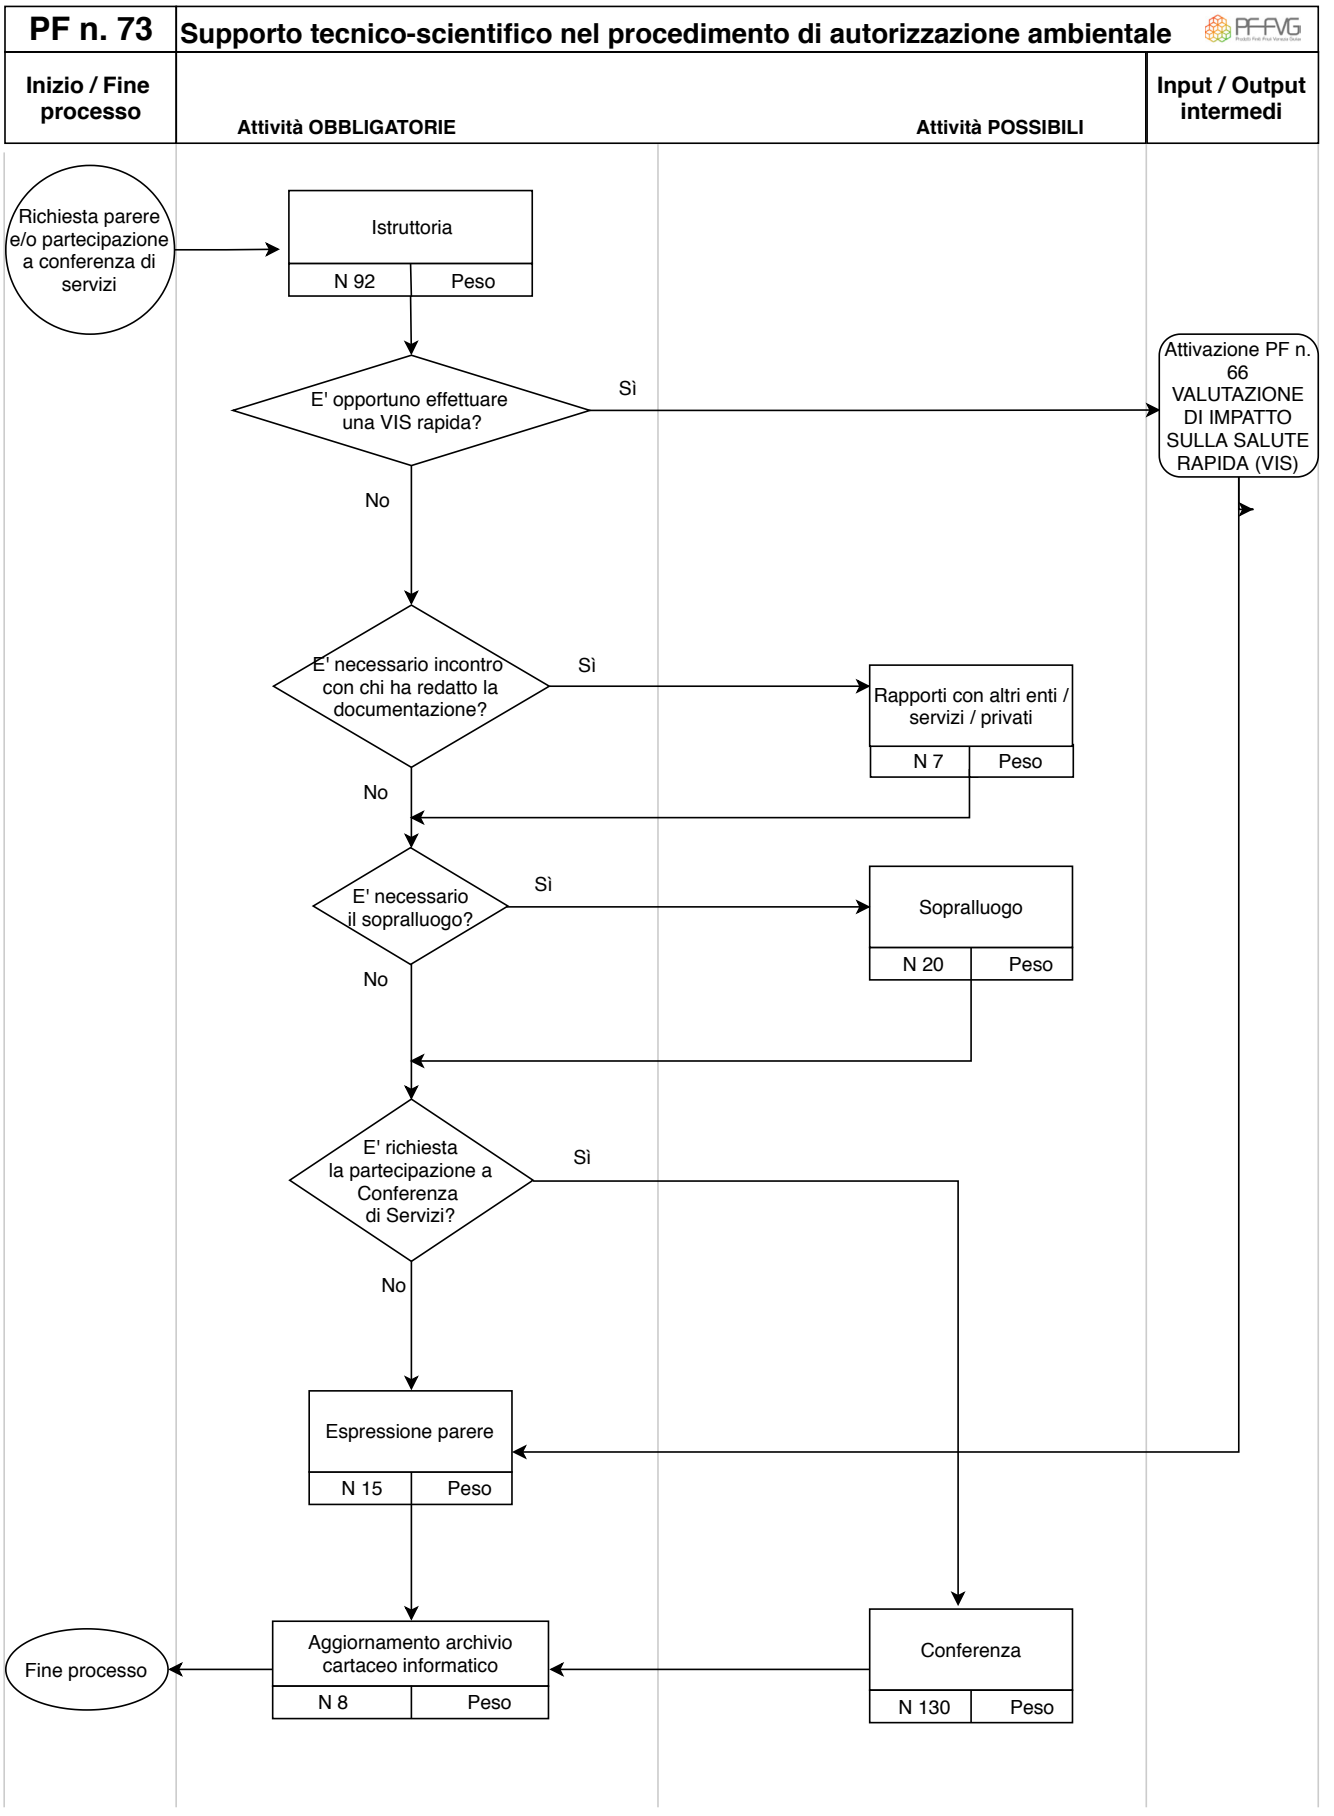 PF n. 73
Supporto tecnico-scientifico nel procedimento di autorizzazione ambientale
PF-FVG
Inizio / Fine
processo
Attività OBBLIGATORIE
Attività POSSIBILI
Input / Output
intermedi
Richiesta parere
e/o partecipazione
a conferenza di
servizi
Istruttoria
N 92
Peso
E' opportuno effettuare
una VIS rapida?
Sì
No
Attivazione PF n.
66
VALUTAZIONE
DI IMPATTO
SULLA SALUTE
RAPIDA (VIS)
E' necessario incontro
con chi ha redatto la
documentazione?
Sì
No
Rapporti con altri enti /
servizi / privati
N 7
Peso
E' necessario
il sopralluogo?
Sì
No
Sopralluogo
N 20
Peso
E' richiesta
la partecipazione a
Conferenza
di Servizi?
Sì
No
Espressione parere
N 15
Peso
Aggiornamento archivio
cartaceo informatico
N 8
Peso
Conferenza
N 130
Peso
Fine processo